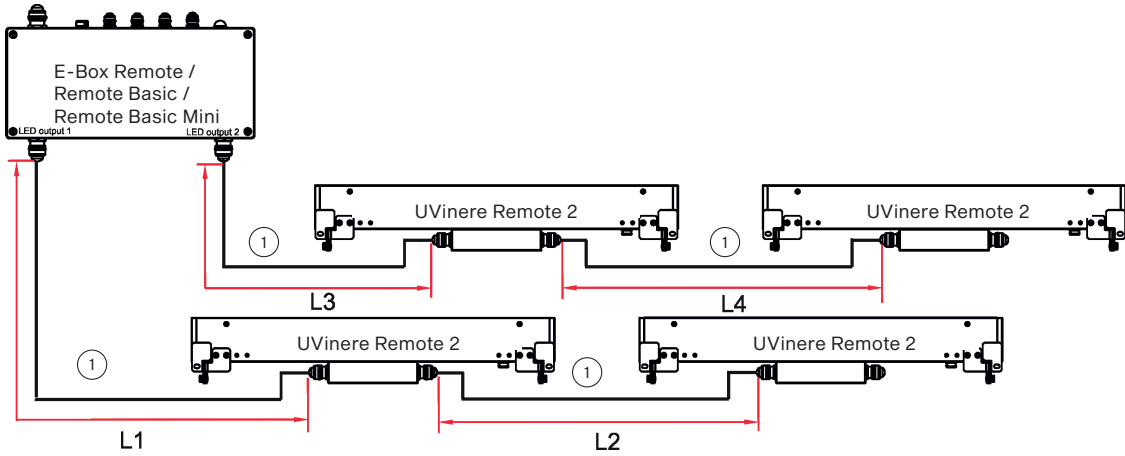 E-Box Remote /
Remote Basic /
Remote Basic Mini
LED output 1
LED output 2
UVinere Remote 2
UVinere Remote 2
1
1
L3
L4
UVinere Remote 2
UVinere Remote 2
1
1
L1
L2